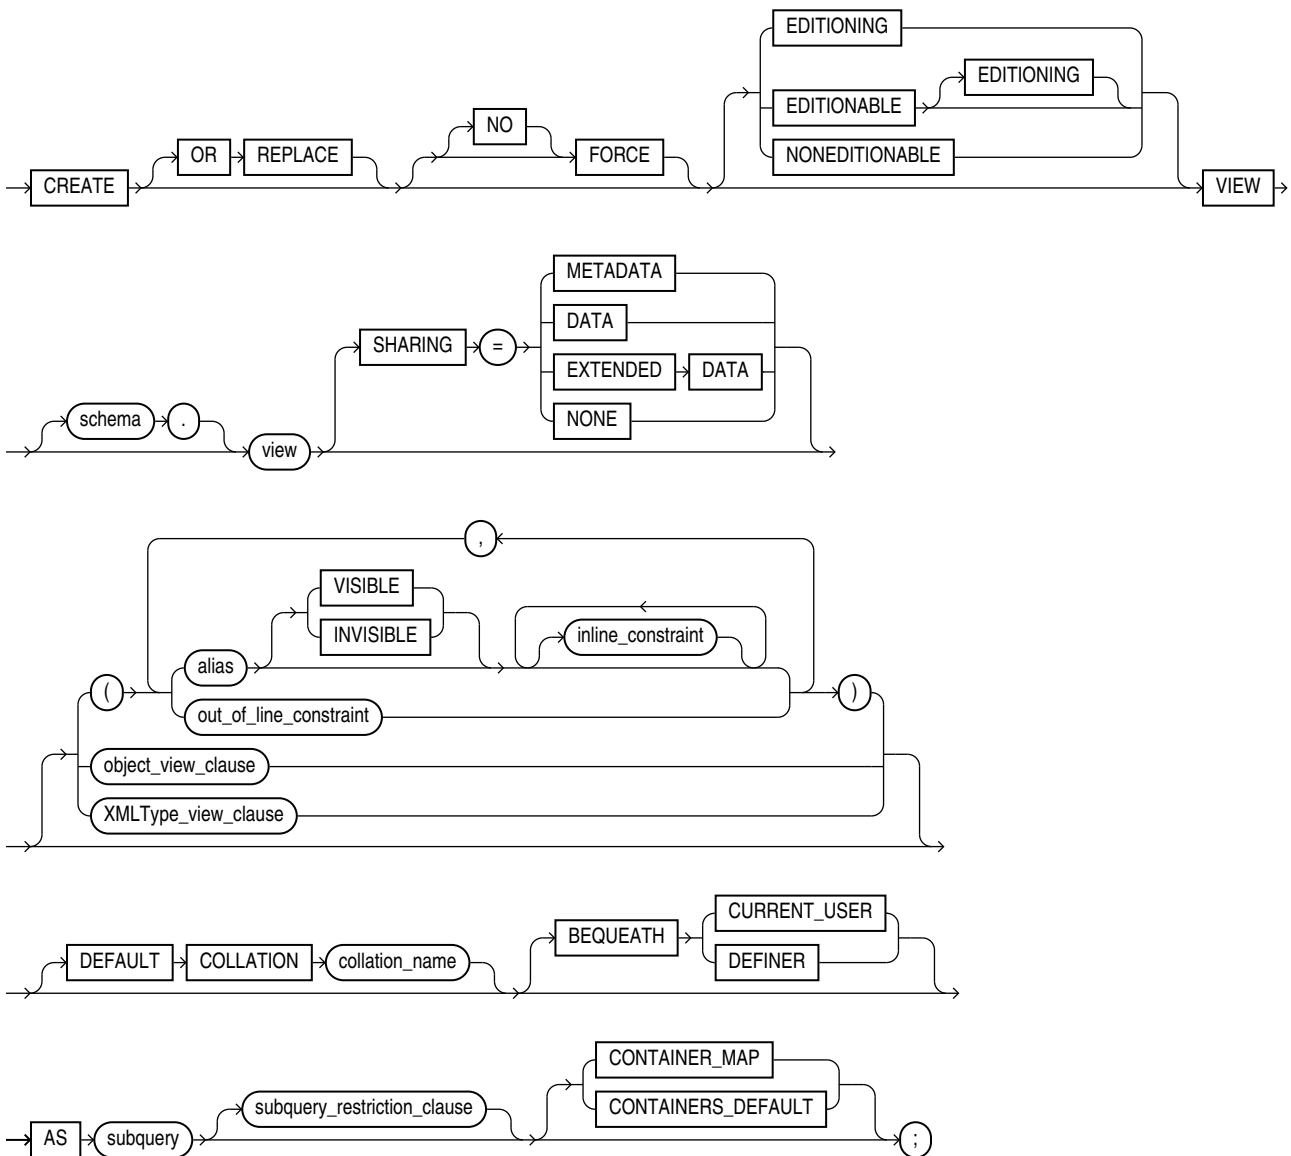 EDITIONING
EDITIONING
EDITIONABLE
NO
OR REPLACE FORCE NONEDITIONABLE
CREATE VIEW
METADATA
DATA
SHARING =
EXTENDED DATA
schema . NONE
view
,
VISIBLE
INVISIBLE inline_constraint
alias
( )
out_of_line_constraint
object_view_clause
XMLType_view_clause
CURRENT_USER
DEFAULT COLLATION collation_name BEQUEATH
DEFINER
CONTAINER_MAP
subquery_restriction_clause CONTAINERS_DEFAULT
AS subquery ;